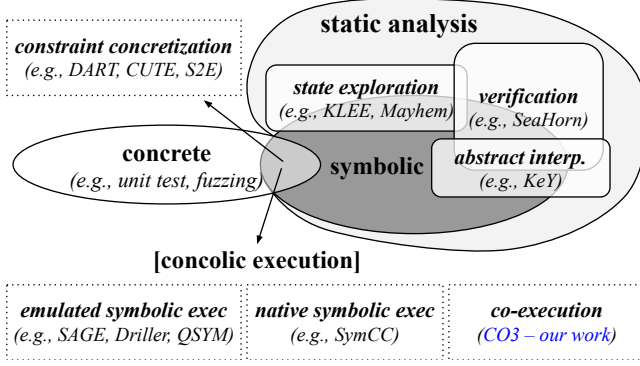 static analysis
constraint concretization
(e.g., DART, CUTE, S2E)
state exploration
(e.g., KLEE, Mayhem)
verification
(e.g., SeaHorn)
concrete
(e.g., unit test, fuzzing)
symbolic
abstract interp.
(e.g., KeY)
[concolic execution]
emulated symbolic exec
(e.g., SAGE, Driller, QSYM)
native symbolic exec
(e.g., SymCC)
co-execution
(CO3 – our work)